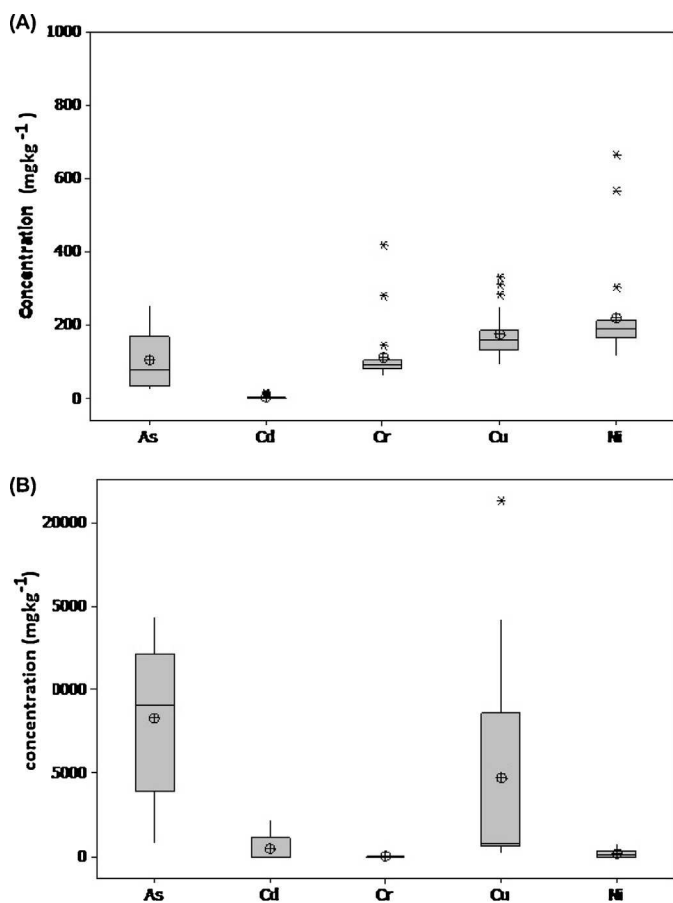 (A)
1000
800
600
400
200
0
Concentration (mgkg⁻¹)
As Cd Cr Cu Ni
(B)
20000
5000
0000
5000
0
concentration (mgkg⁻¹)
As Cd Cr Cu Ni